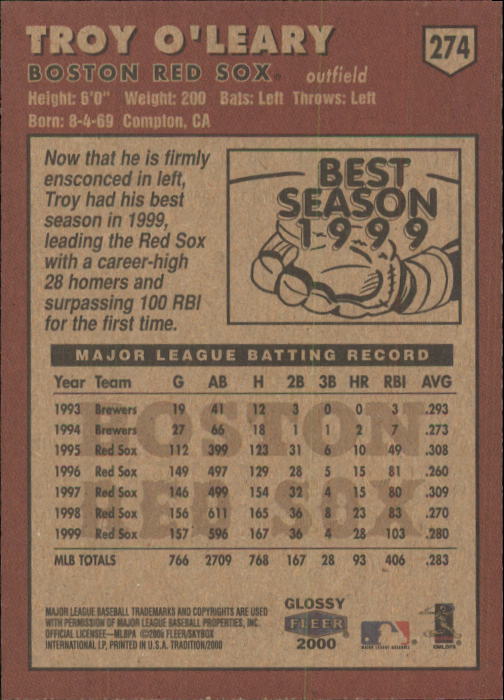 TROY O'LEARY
274
BOSTON RED SOX® outfield
Height: 6'0" Weight: 200 Bats: Left Throws: Left
Born: 8-4-69 Compton, CA
Now that he is firmly
ensconced in left,
Troy had his best
season in 1999,
leading the Red Sox
with a career-high
28 homers and
surpassing 100 RBI
for the first time.
BEST
SEASON
1999
MAJOR LEAGUE BATTING RECORD
Year Team G AB H 2B 3B HR RBI AVG
1993 Brewers 19 41 12 3 0 0 3 .293
1994 Brewers 27 66 18 1 1 2 7 .273
1995 Red Sox 112 399 123 31 6 10 49 .308
1996 Red Sox 149 497 129 28 5 15 81 .260
1997 Red Sox 146 499 154 32 4 15 80 .309
1998 Red Sox 156 611 165 36 8 23 83 .270
1999 Red Sox 157 596 167 36 4 28 103 .280
MLB TOTALS 766 2709 768 167 28 93 406 .283
BOSTON
RED SOX
MAJOR LEAGUE BASEBALL TRADEMARKS AND COPYRIGHTS ARE USED
WITH PERMISSION OF MAJOR LEAGUE BASEBALL PROPERTIES, INC.
OFFICIAL LICENSEE—MLBPA ©2000 FLEER/SKYBOX
INTERNATIONAL LP, PRINTED IN U.S.A. TRADITION/2000
GLOSSY
FLEER
2000
MAJOR LEAGUE BASEBALL
©MLBPA